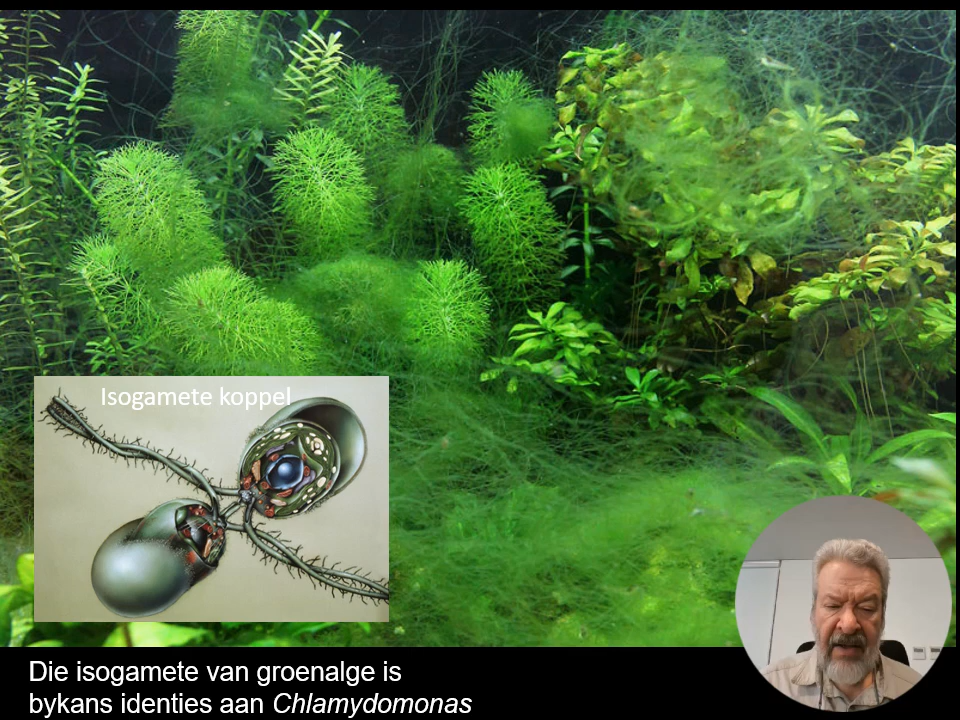 Isogamete koppel
Die isogamete van groenalge is
bykans identies aan Chlamydomonas